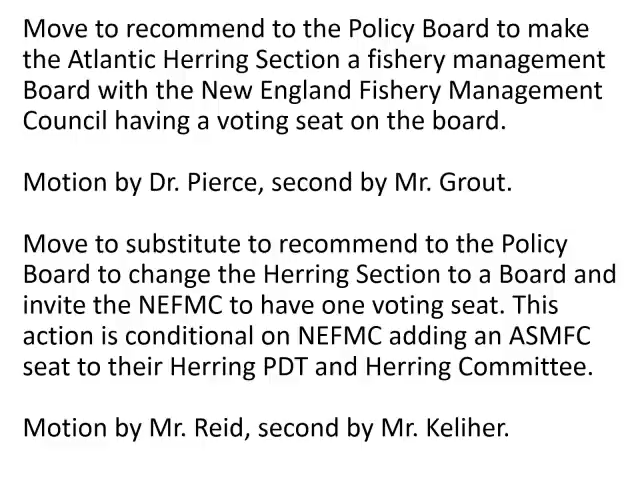 Move to recommend to the Policy Board to make
the Atlantic Herring Section a fishery management
Board with the New England Fishery Management
Council having a voting seat on the board.
Motion by Dr. Pierce, second by Mr. Grout.
Move to substitute to recommend to the Policy
Board to change the Herring Section to a Board and
invite the NEFMC to have one voting seat. This
action is conditional on NEFMC adding an ASMFC
seat to their Herring PDT and Herring Committee.
Motion by Mr. Reid, second by Mr. Keliher.